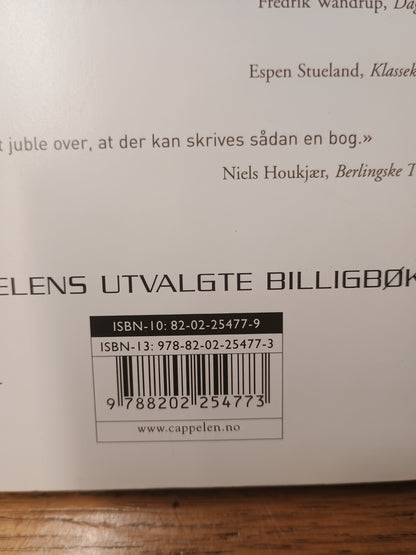 Fredrik Wandrup, Dag
Espen Stueland, Klassek
t juble over, at der kan skrives sådan en bog.»
Niels Houkjær, Berlingske T
ELENS UTVALGTE BILLIGBØK
ISBN-10: 82-02-25477-9
ISBN-13: 978-82-02-25477-3
9 788202 254773
www.cappelen.no